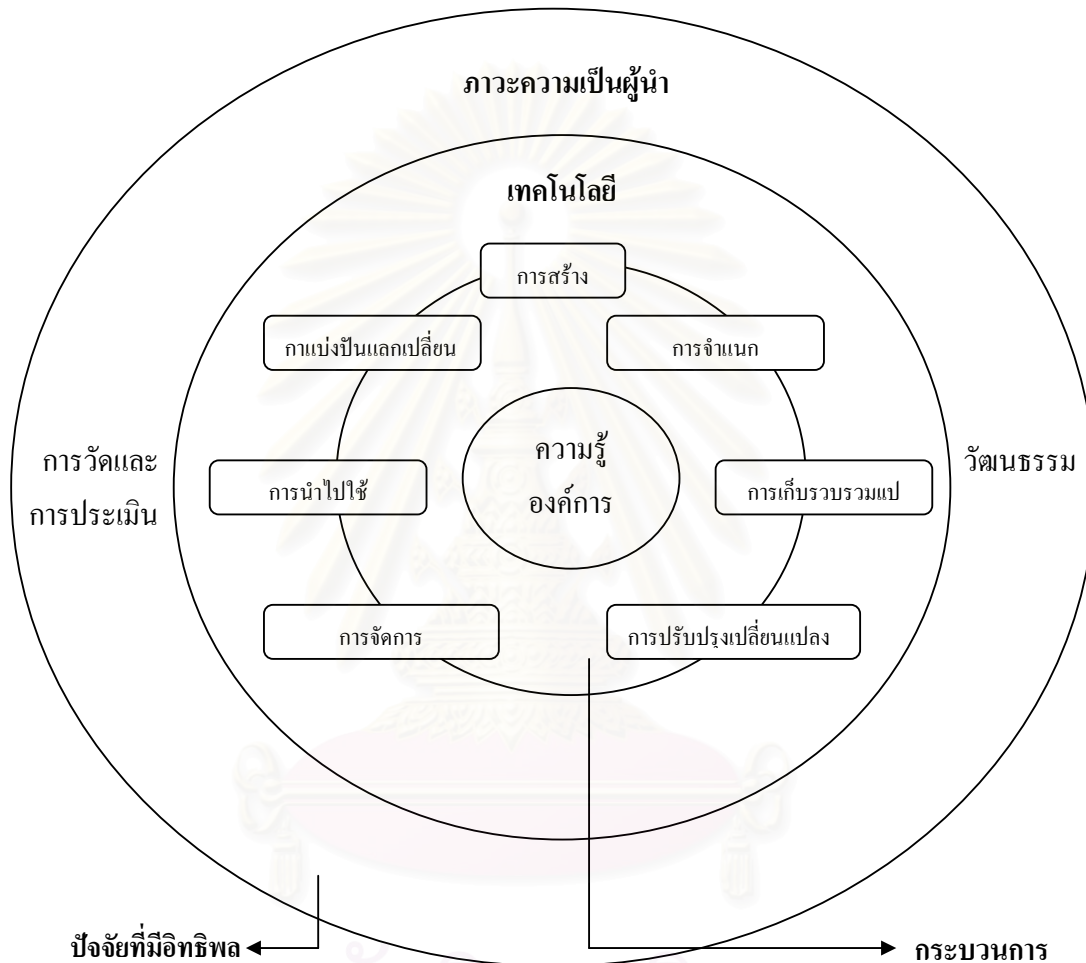 ภาวะความเป็นผู้นำ
เทคโนโลยี
การสร้าง
กาแบ่งปันแลกเปลี่ยน
การจำแนก
ความรู้
องค์การ
การวัดและ
การประเมิน
วัฒนธรรม
การนำไปใช้
การเก็บรวบรวมแป
การจัดการ
การปรับปรุงเปลี่ยนแปลง
ปัจจัยที่มีอิทธิพล
กระบวนการ